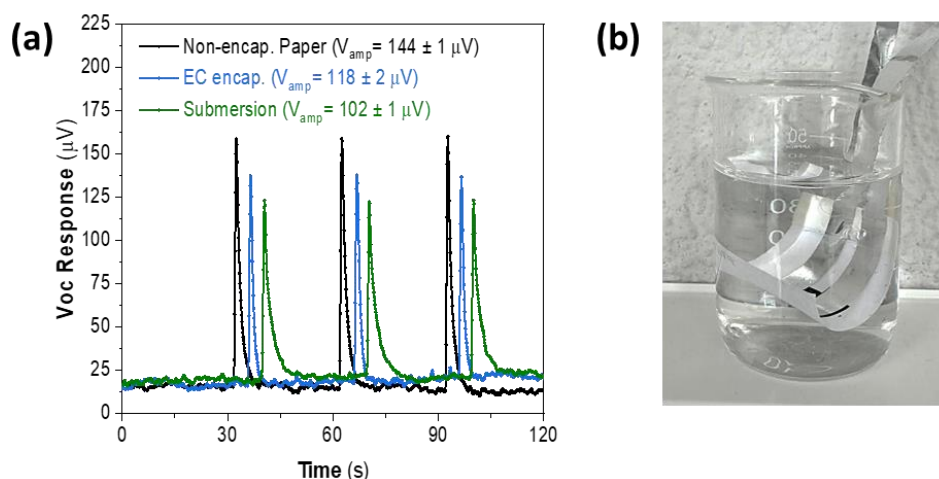 (a)
(b)
225
200
175
150
125
100
75
50
25
0
Voc Response (µV)
Non-encap. Paper (Vamp= 144 ± 1 µV)
EC encap. (Vamp= 118 ± 2 µV)
Submersion (Vamp= 102 ± 1 µV)
0 30 60 90 120
Time (s)
50